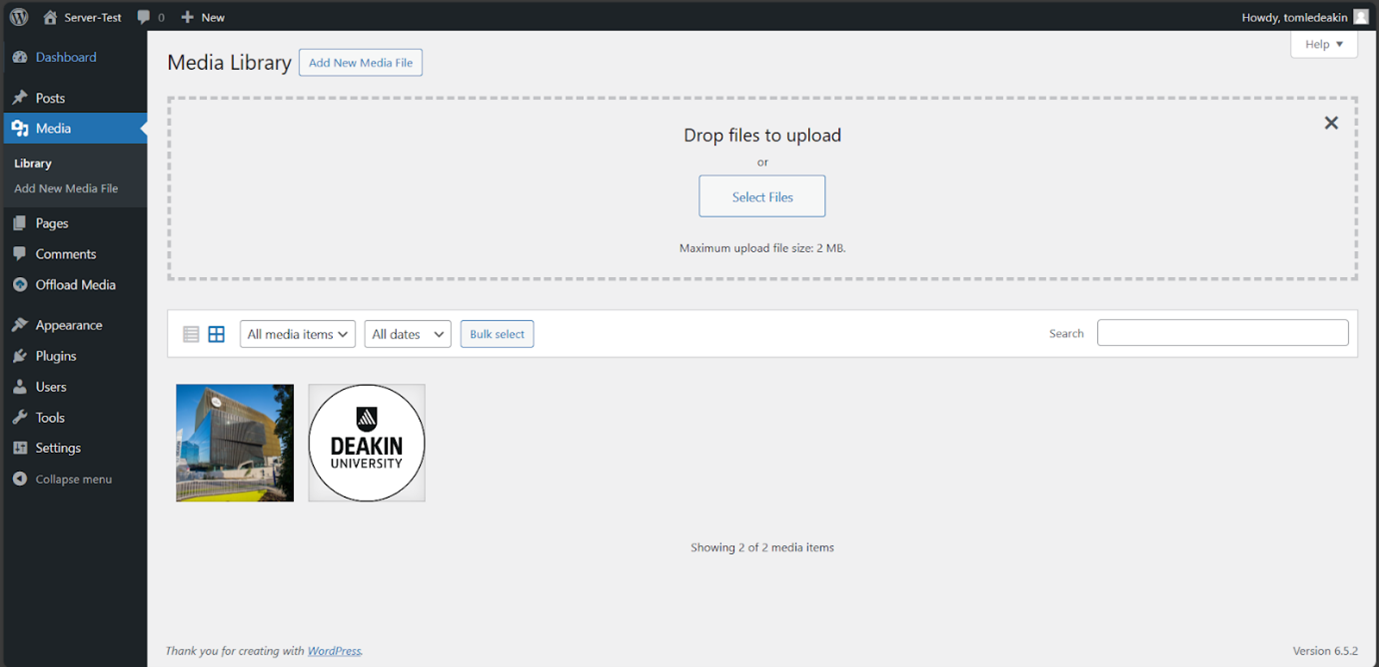 Server-Test 0 New
Howdy, tomledeakin
Dashboard
Posts
Media
Library
Add New Media File
Pages
Comments
Offload Media
Appearance
Plugins
Users
Tools
Settings
Collapse menu
Help
Media Library Add New Media File
Drop files to upload
or
Select Files
Maximum upload file size: 2 MB.
All media items All dates Bulk select Search
DEAKIN
UNIVERSITY
Showing 2 of 2 media items
Thank you for creating with WordPress.
Version 6.5.2